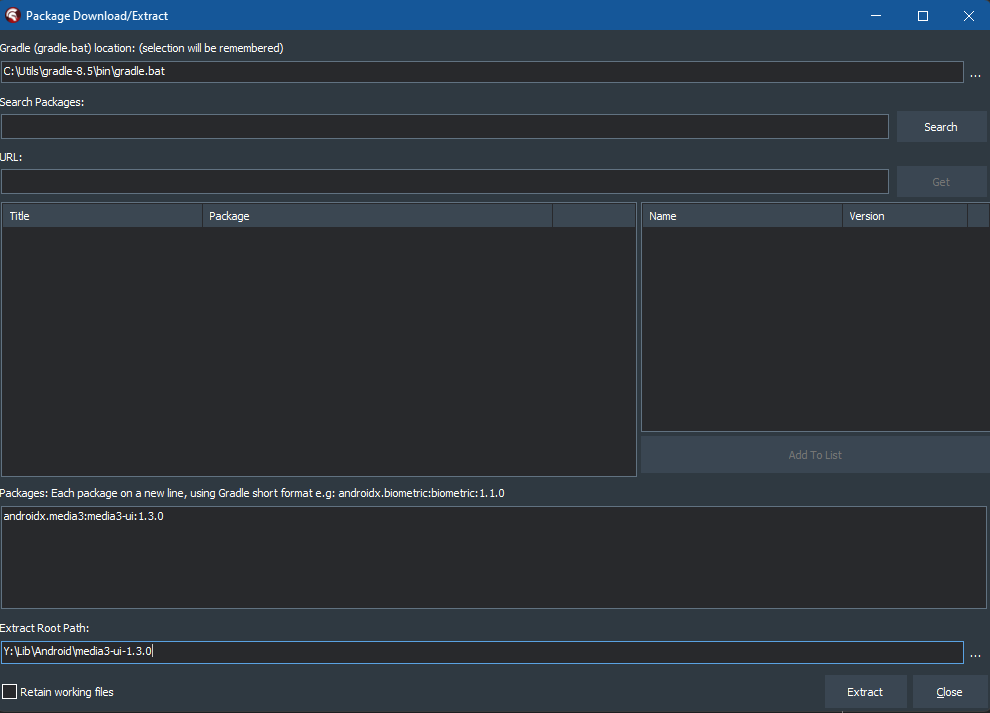 Package Download/Extract
Gradle (gradle.bat) location: (selection will be remembered)
C:\Utils\gradle-8.5\bin\gradle.bat
...
Search Packages:
Search
URL:
Get
Title Package
Name Version
Add To List
Packages: Each package on a new line, using Gradle short format e.g: androidx.biometric:biometric:1.1.0
androidx.media3:media3-ui:1.3.0
Extract Root Path:
Y:\Lib\Android\media3-ui-1.3.0
...
Retain working files
Extract Close